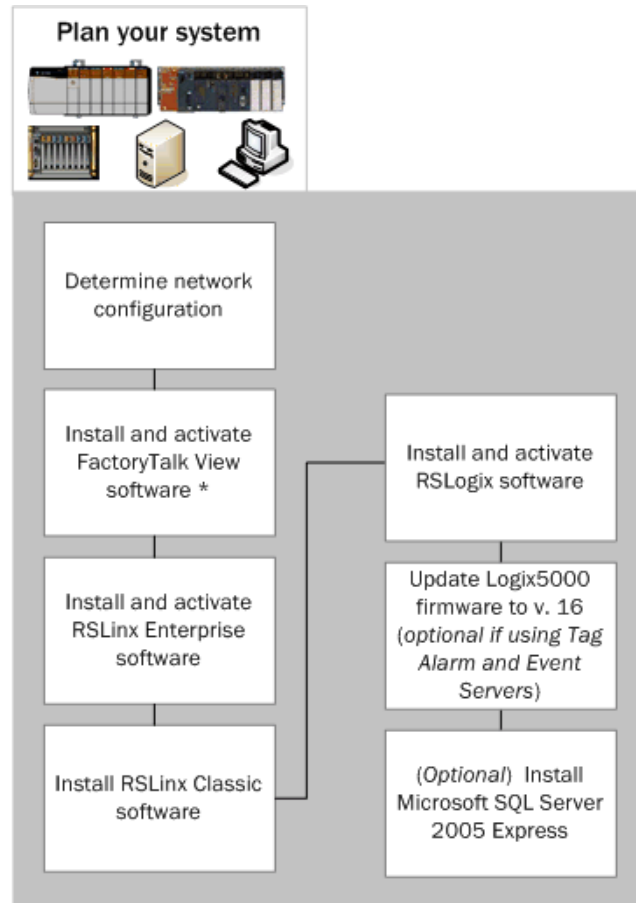 Plan your system
Determine network
configuration
Install and activate
FactoryTalk View
software *
Install and activate
RSLinx Enterprise
software
Install RSLinx Classic
software
Install and activate
RSLogix software
Update Logix5000
firmware to v. 16
(optional if using Tag
Alarm and Event
Servers)
(Optional) Install
Microsoft SQL Server
2005 Express